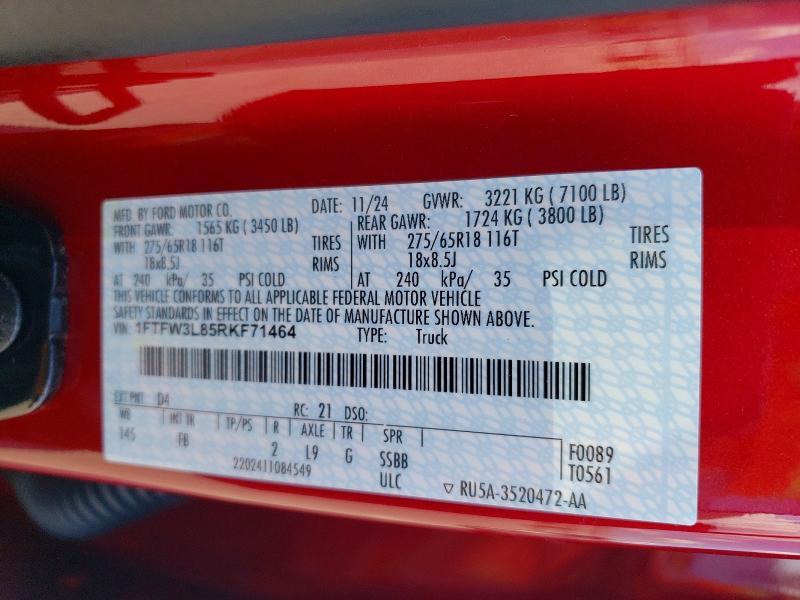 MFD. BY FORD MOTOR CO. DATE: 11/24 GVWR: 3221 KG ( 7100 LB)
FRONT GAWR: 1565 KG ( 3450 LB) REAR GAWR: 1724 KG ( 3800 LB)
WITH 275/65R18 116T TIRES WITH 275/65R18 116T TIRES
18x8.5J RIMS 18x8.5J RIMS
AT 240 kPa/ 35 PSI COLD AT 240 kPa/ 35 PSI COLD
THIS VEHICLE CONFORMS TO ALL APPLICABLE FEDERAL MOTOR VEHICLE
SAFETY STANDARDS IN EFFECT ON THE DATE OF MANUFACTURE SHOWN ABOVE.
VIN: 1FTFW3L85RKF71464 TYPE: Truck
EXT PNT: D4 RC: 21 DSO:
WB INT TR TP/PS R AXLE TR SPR
145 FB 2 L9 G SSBB F0089
2202411084549 ULC T0561
▽ RU5A-3520472-AA